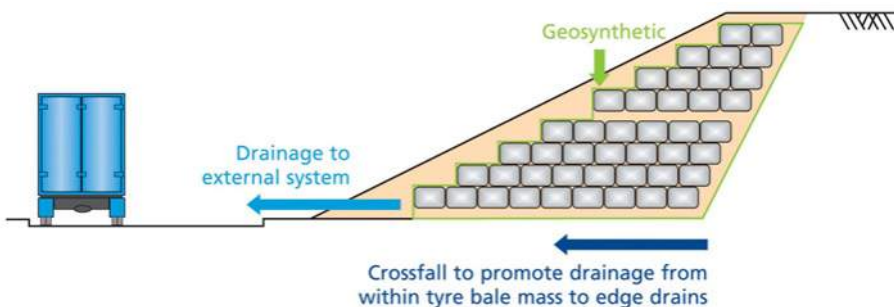 Geosynthetic
Drainage to
external system
Crossfall to promote drainage from
within tyre bale mass to edge drains